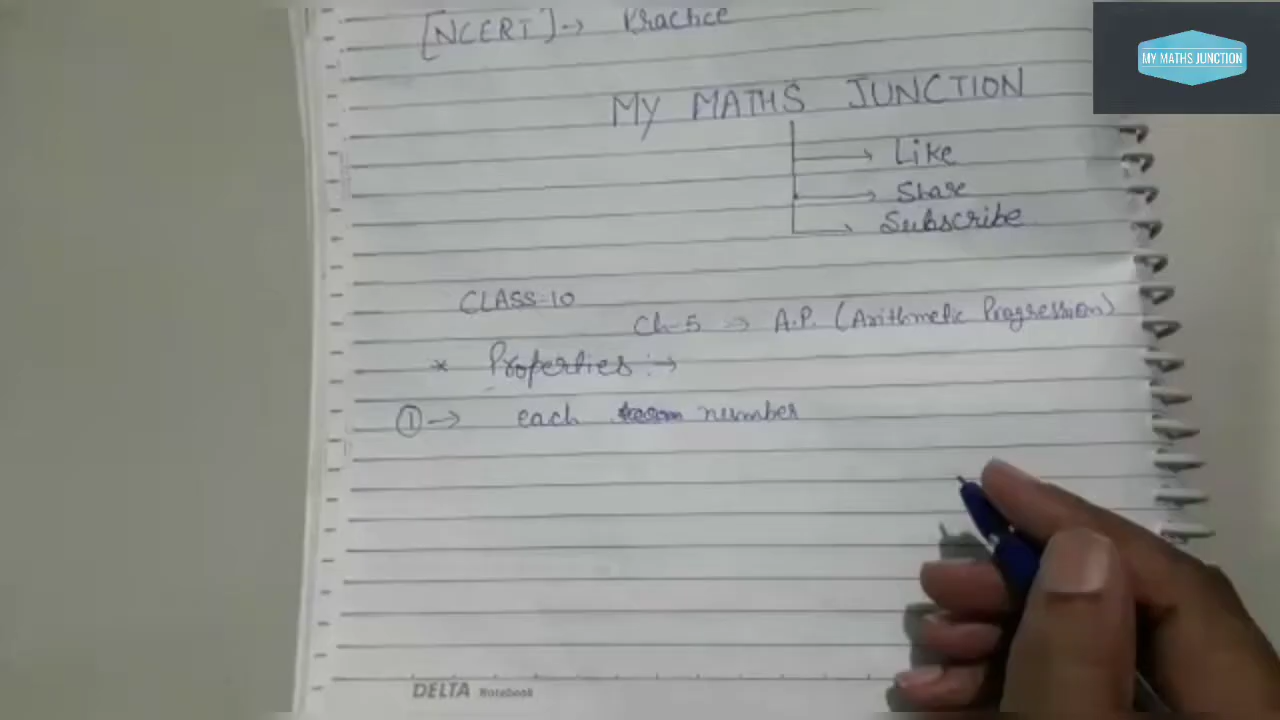 [NCERT]→ Practice
MY MATHS JUNCTION
MY MATHS JUNCTION
→ Like
→ Share
→ Subscribe
CLASS-10
Ch-5 → A.P. (Arithmetic Progression)
* Properties :→
①→ each number
DELTA Notebook